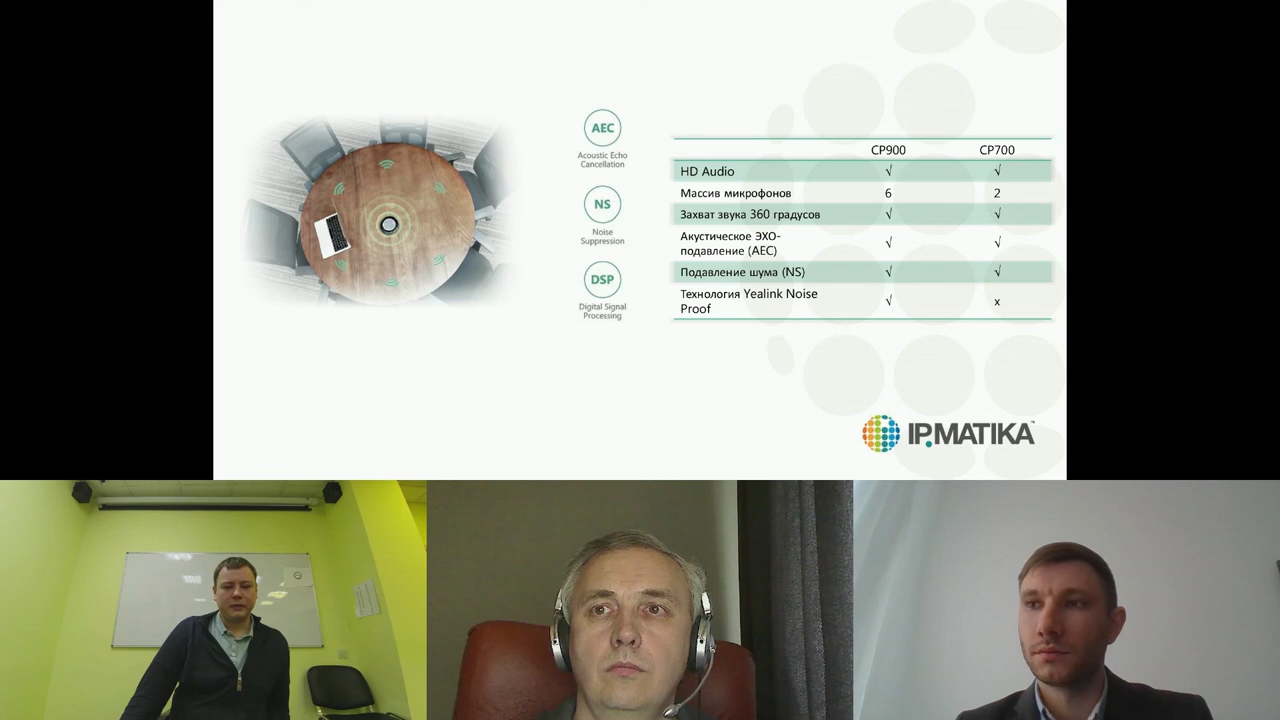 AEC
Acoustic Echo
Cancellation
NS
Noise
Suppression
DSP
Digital Signal
Processing
CP900 CP700
HD Audio √ √
Массив микрофонов 6 2
Захват звука 360 градусов √ √
Акустическое ЭХО-
подавление (AEC) √ √
Подавление шума (NS) √ √
Технология Yealink Noise
Proof √ x
IPMATIKA™